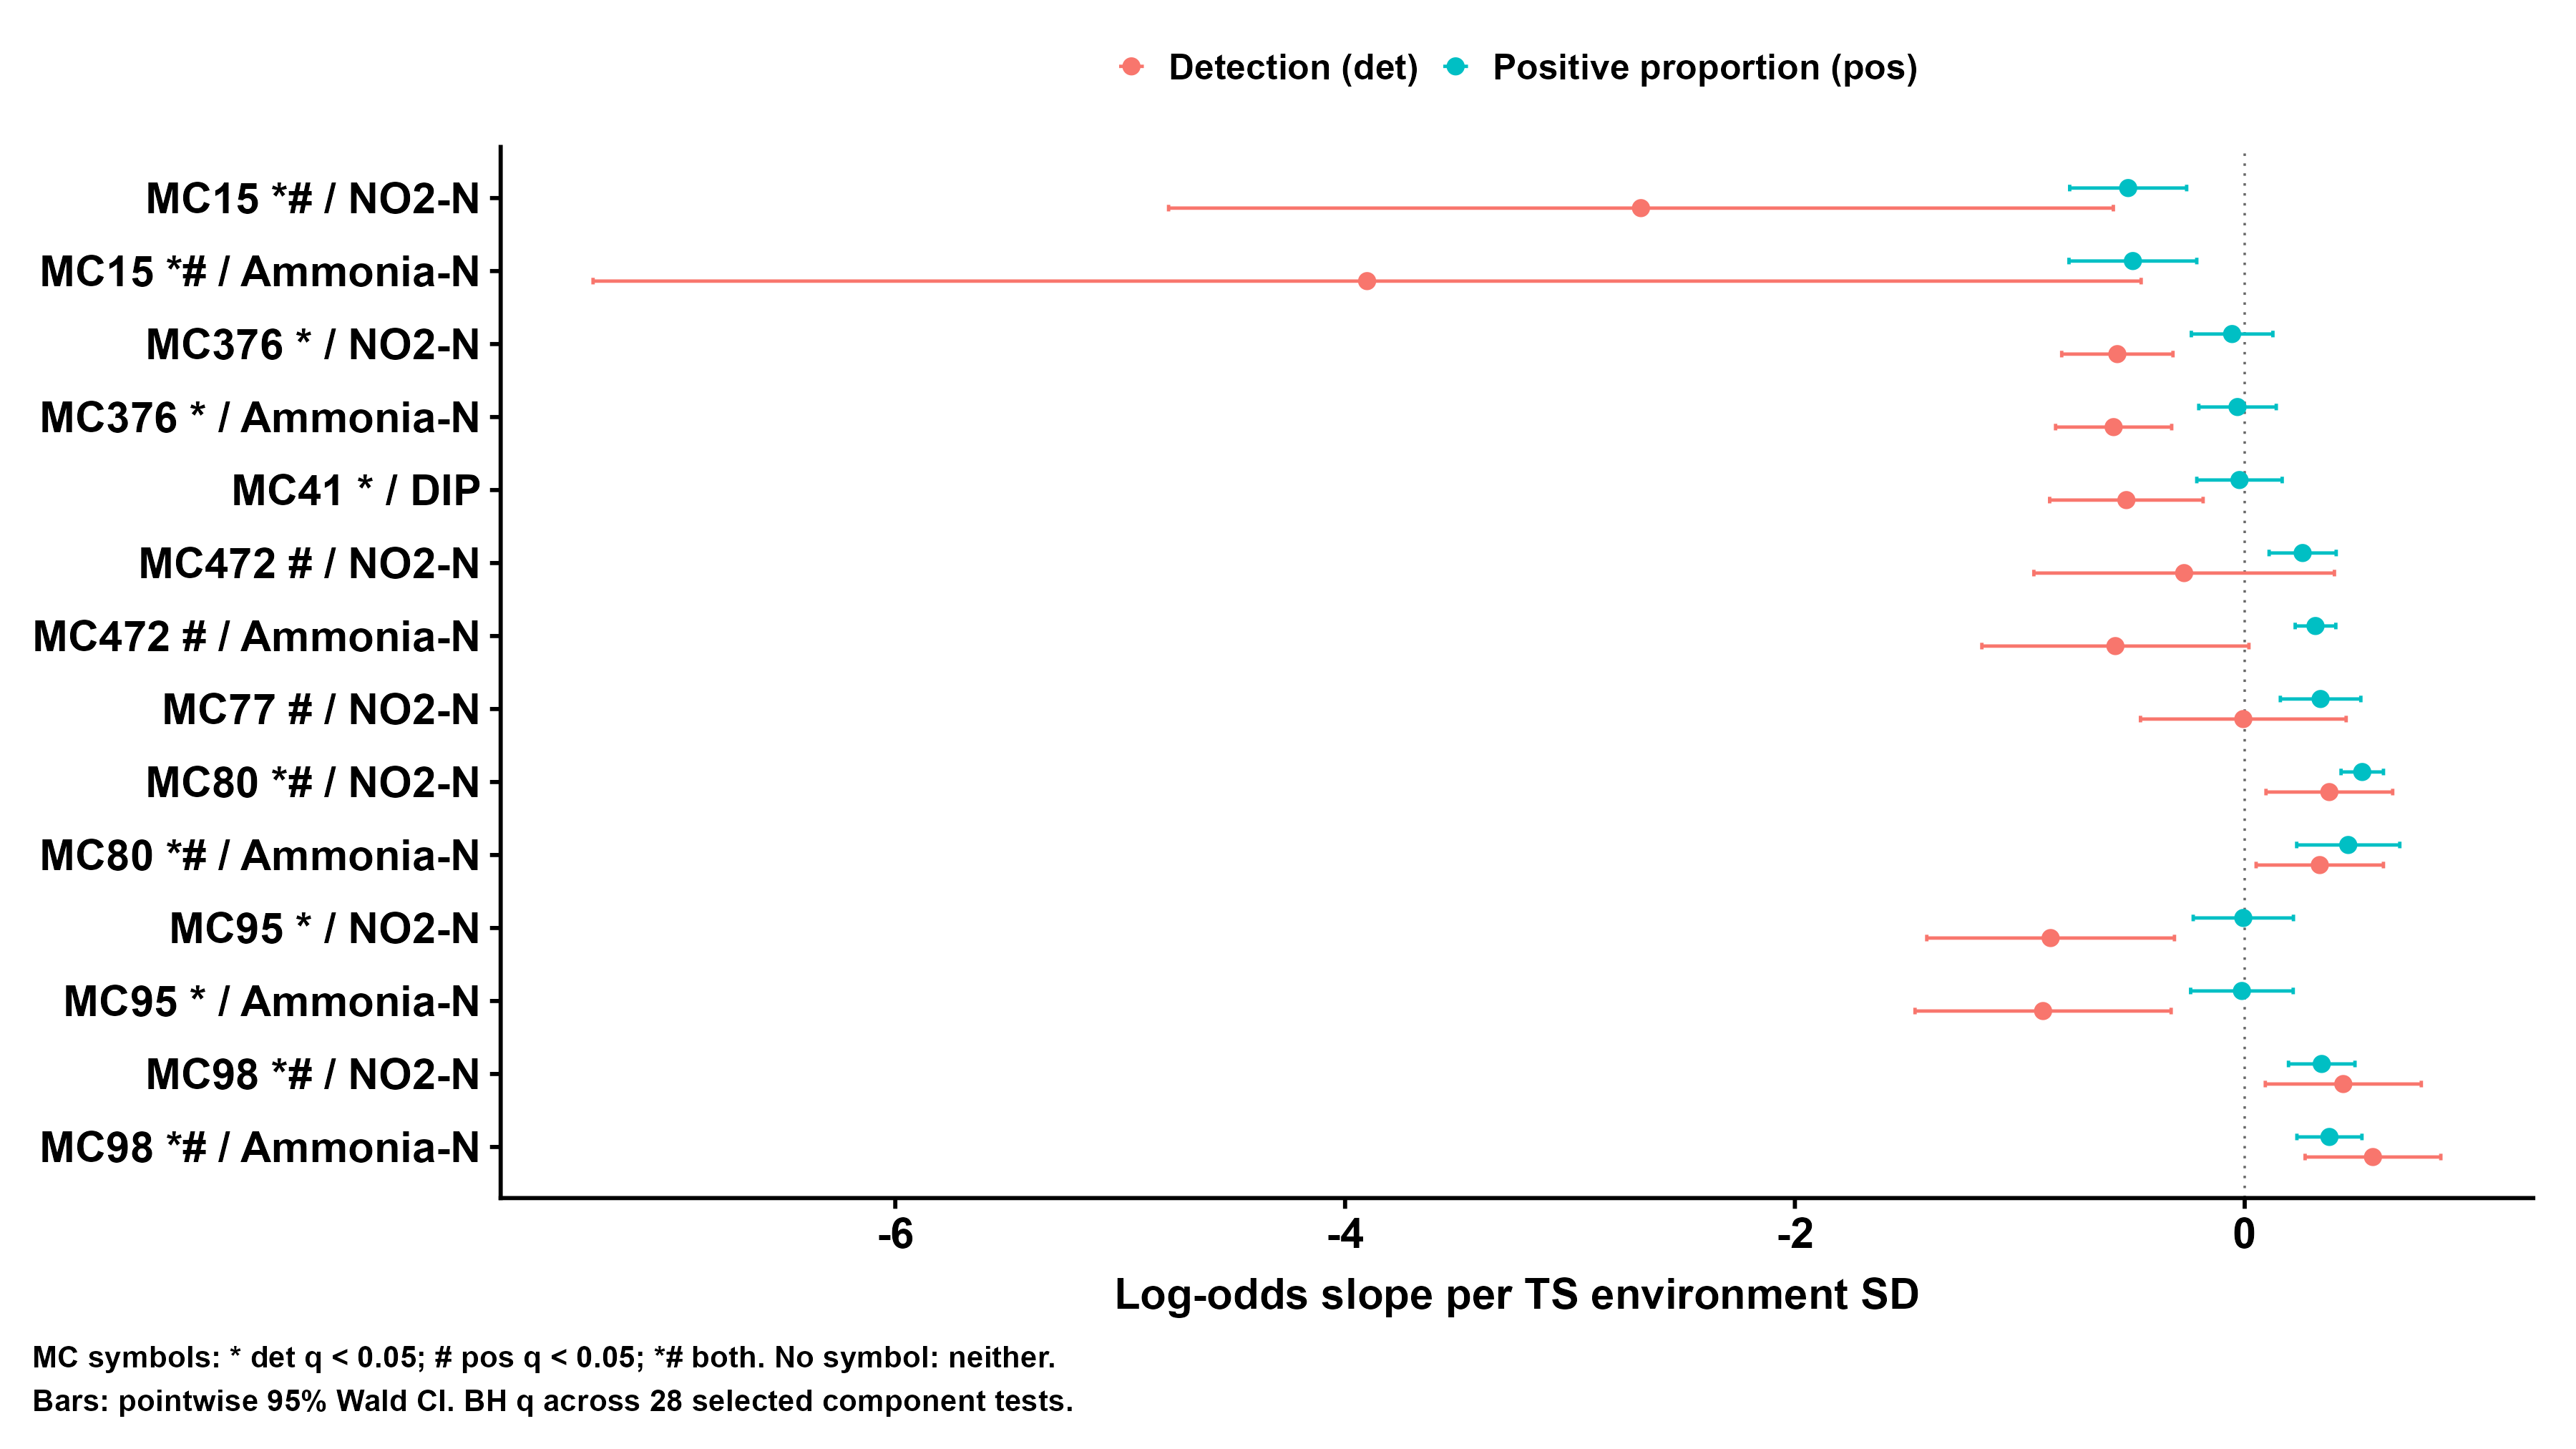 Detection (det) Positive proportion (pos)
MC15 *# / NO2-N
MC15 *# / Ammonia-N
MC376 * / NO2-N
MC376 * / Ammonia-N
MC41 * / DIP
MC472 # / NO2-N
MC472 # / Ammonia-N
MC77 # / NO2-N
MC80 *# / NO2-N
MC80 *# / Ammonia-N
MC95 * / NO2-N
MC95 * / Ammonia-N
MC98 *# / NO2-N
MC98 *# / Ammonia-N
-6 -4 -2 0
Log-odds slope per TS environment SD
MC symbols: * det q < 0.05; # pos q < 0.05; *# both. No symbol: neither.
Bars: pointwise 95% Wald CI. BH q across 28 selected component tests.